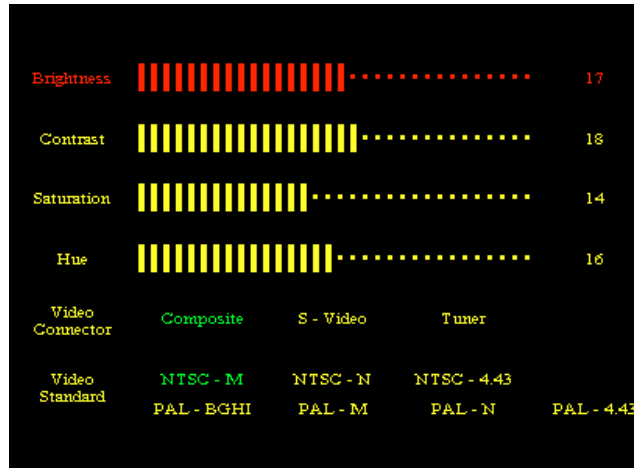 Brightness 17
Contrast 18
Saturation 14
Hue 16
Video Connector Composite S - Video Tuner
Video Standard NTSC - M NTSC - N NTSC - 4.43
PAL - BGHI PAL - M PAL - N PAL - 4.43